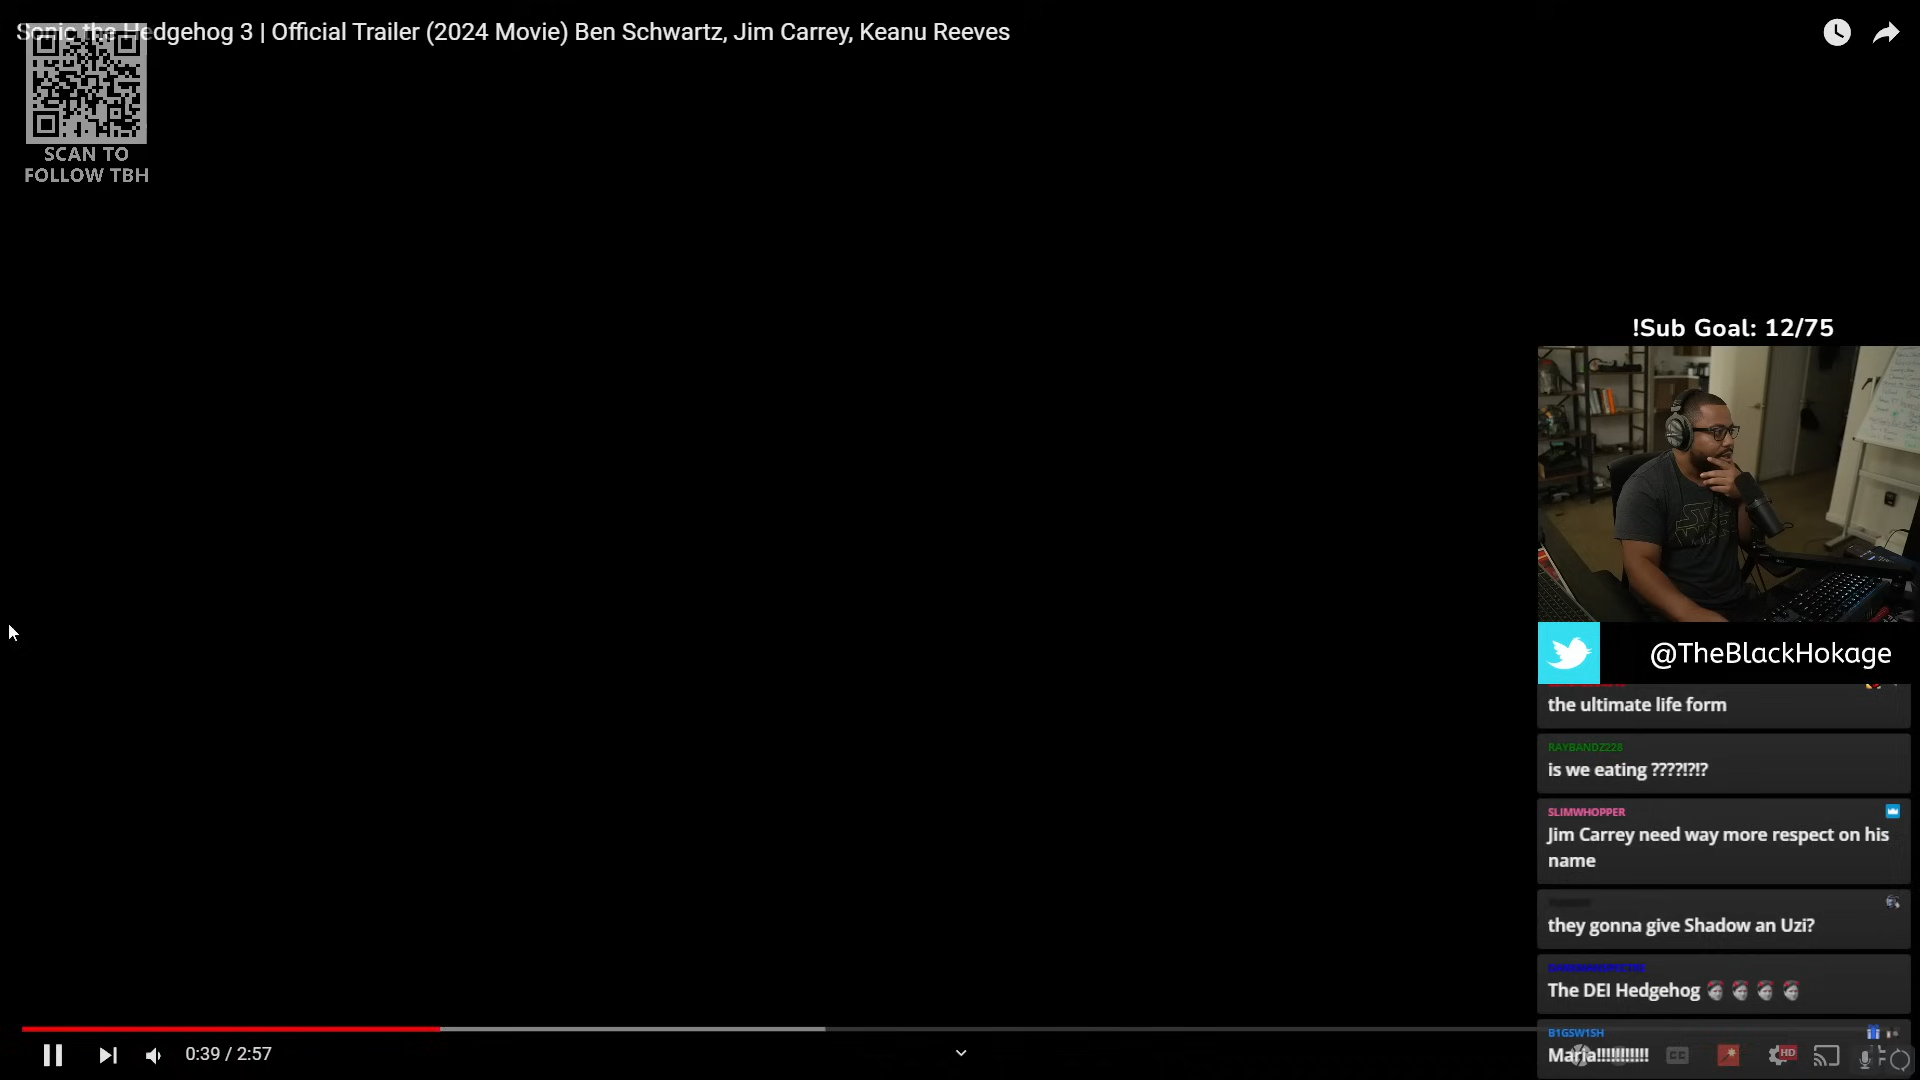 Sonic the Hedgehog 3 | Official Trailer (2024 Movie) Ben Schwartz, Jim Carrey, Keanu Reeves
SCAN TO
FOLLOW TBH
!Sub Goal: 12/75
@TheBlackHokage
the ultimate life form
RAYBANDZ228
is we eating ????!?!?
SLIMWHOPPER
Jim Carrey need way more respect on his
name
they gonna give Shadow an Uzi?
The DEI Hedgehog
B1GSW1SH
Maria!!!!!!!!!!!
0:39 / 2:57
CC
HD